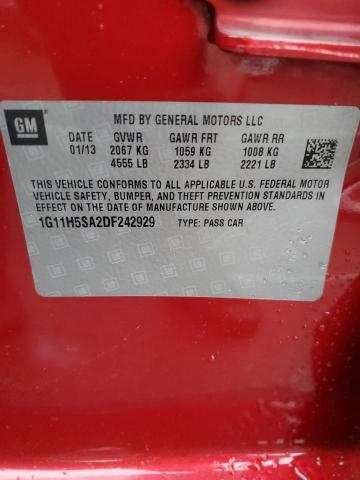 GM
MFD BY GENERAL MOTORS LLC
DATE GVWR GAWR FRT GAWR RR
01/13 2067 KG 1059 KG 1008 KG
4555 LB 2334 LB 2221 LB
THIS VEHICLE CONFORMS TO ALL APPLICABLE U.S. FEDERAL MOTOR
VEHICLE SAFETY, BUMPER, AND THEFT PREVENTION STANDARDS IN
EFFECT ON THE DATE OF MANUFACTURE SHOWN ABOVE.
1G11H5SA2DF242929 TYPE: PASS CAR